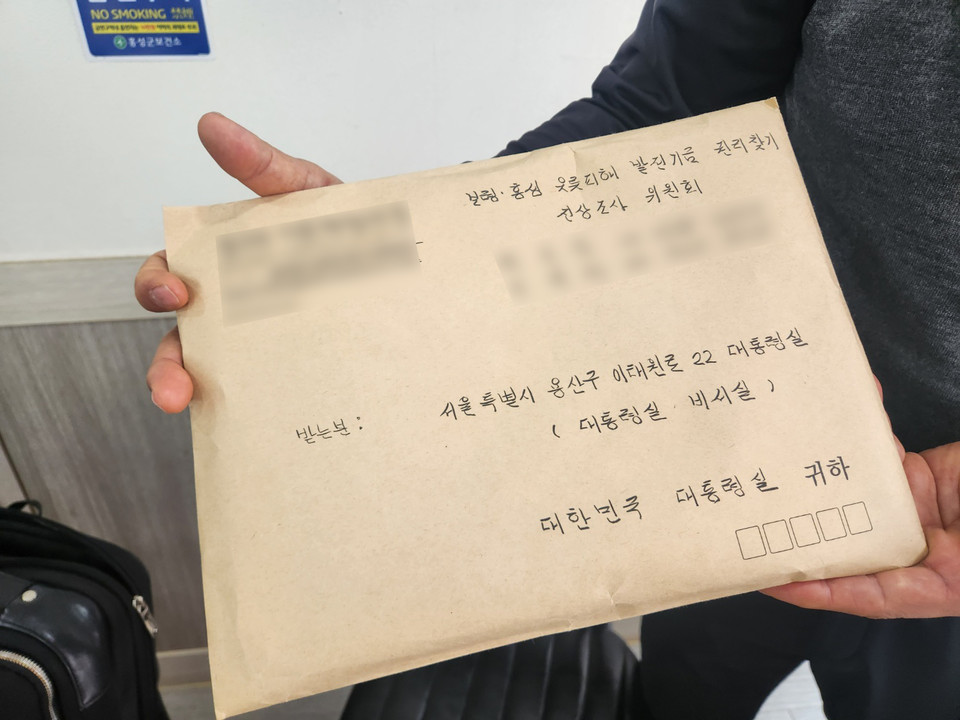 NO SMOKING
홍성군보건소
보령·홍성 유류피해 발전기금 권리찾기
진상조사 위원회
받는분 : 서울특별시 용산구 이태원로 22 대통령실
( 대통령실 비서실 )
대한민국 대통령실 귀하